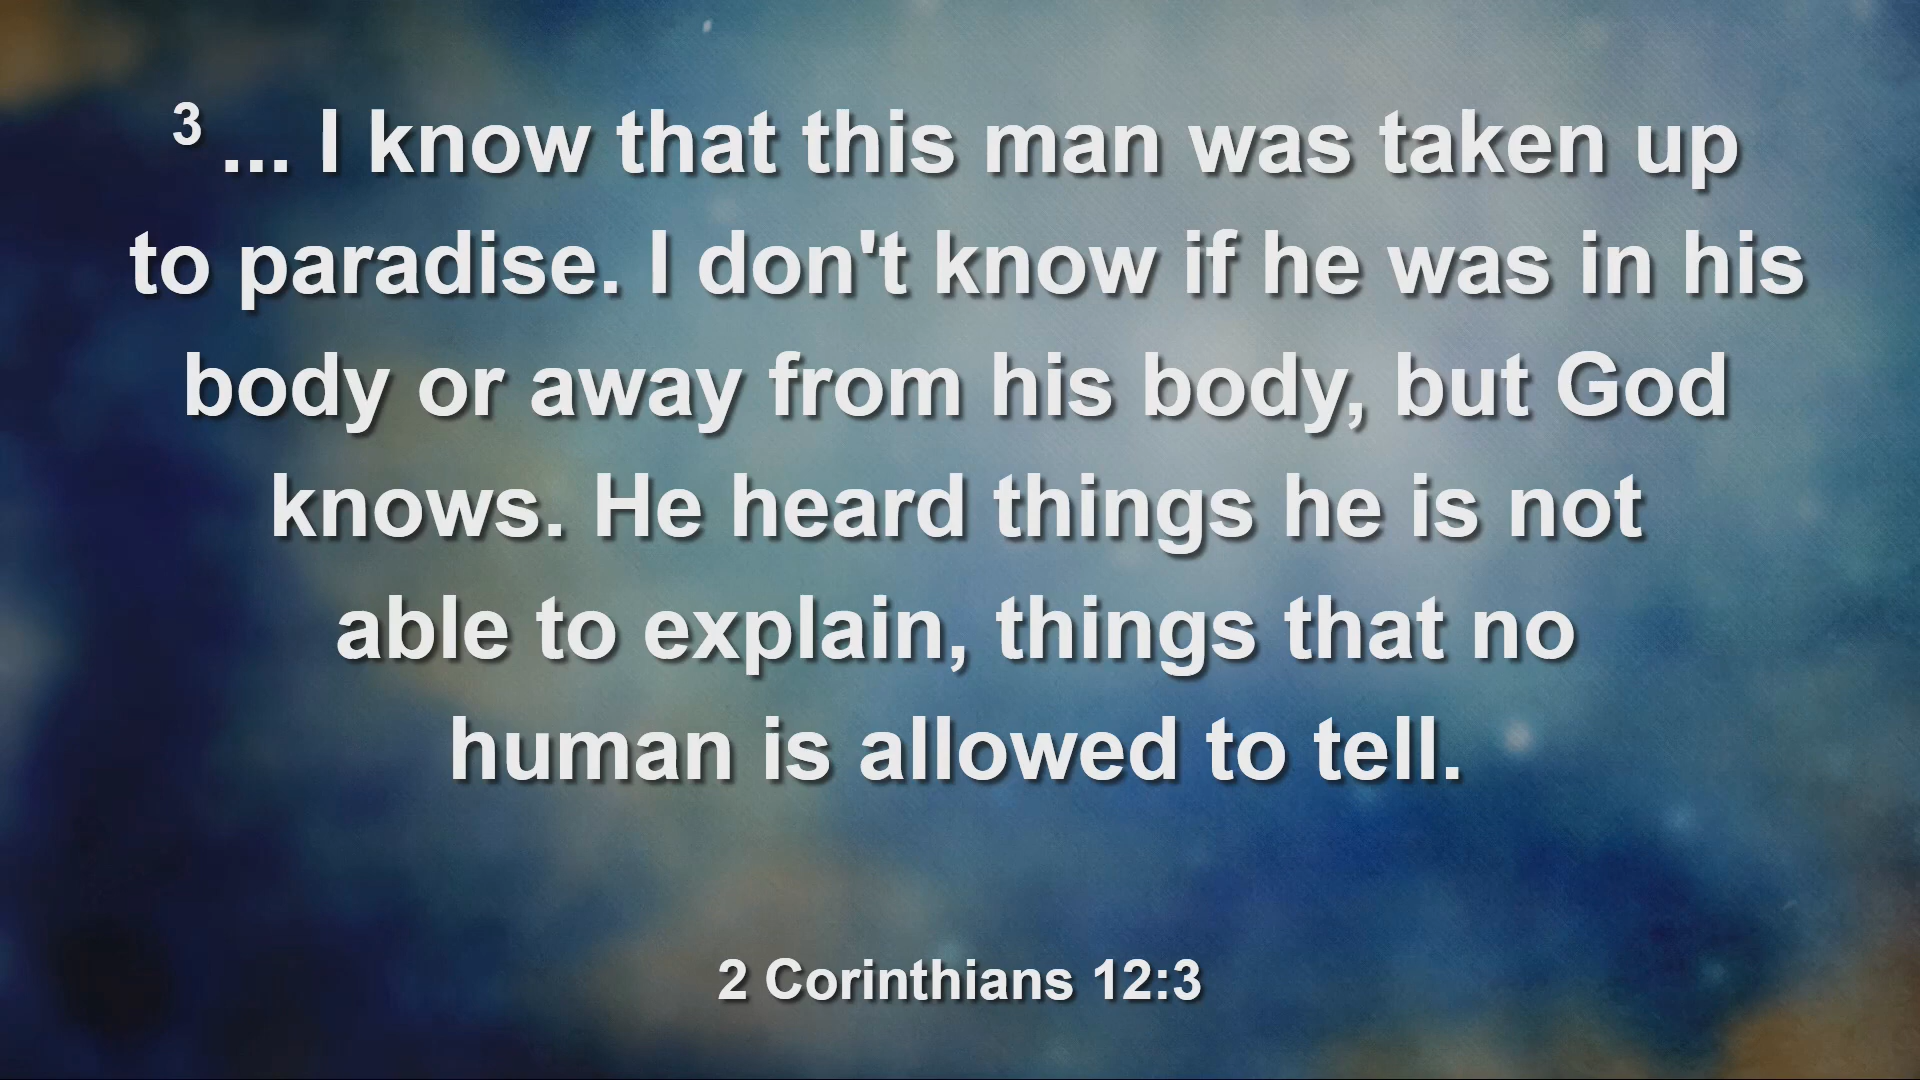 3 ... I know that this man was taken up
to paradise. I don't know if he was in his
body or away from his body, but God
knows. He heard things he is not
able to explain, things that no
human is allowed to tell.
2 Corinthians 12:3